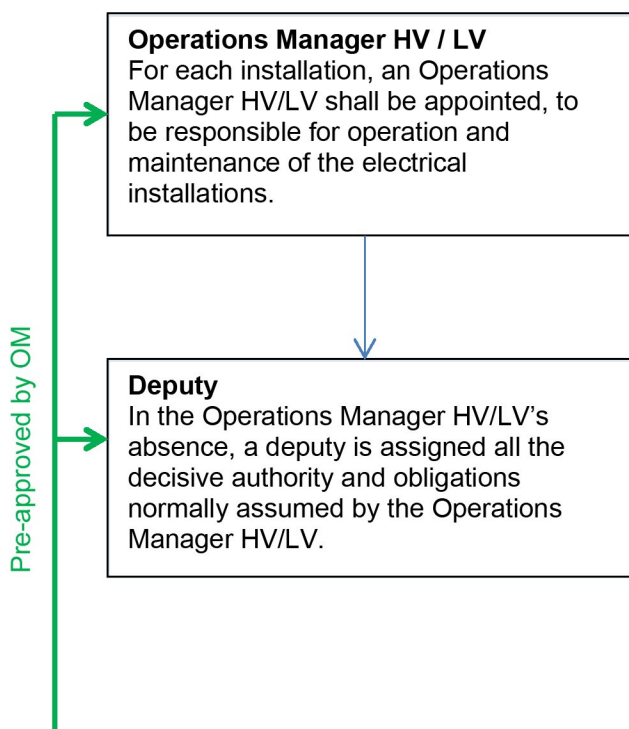 Operations Manager HV / LV
For each installation, an Operations
Manager HV/LV shall be appointed, to
be responsible for operation and
maintenance of the electrical
installations.
Pre-approved by OM
Deputy
In the Operations Manager HV/LV’s
absence, a deputy is assigned all the
decisive authority and obligations
normally assumed by the Operations
Manager HV/LV.